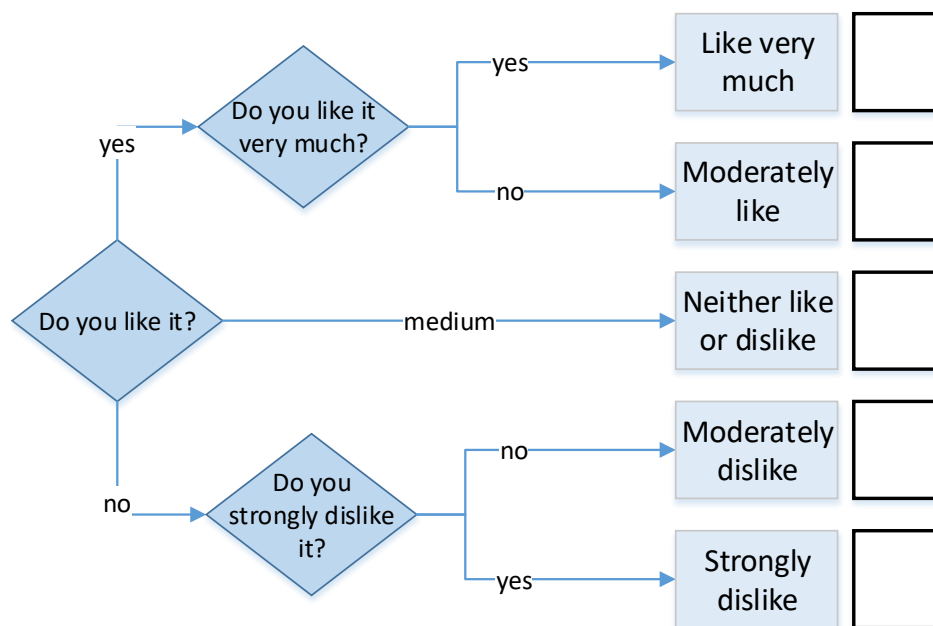 Do you like it
very much?
yes
yes
Like very
much
no
Moderately
like
Do you like it?
medium
Neither like
or dislike
no
Do you
strongly dislike
it?
no
Moderately
dislike
yes
Strongly
dislike